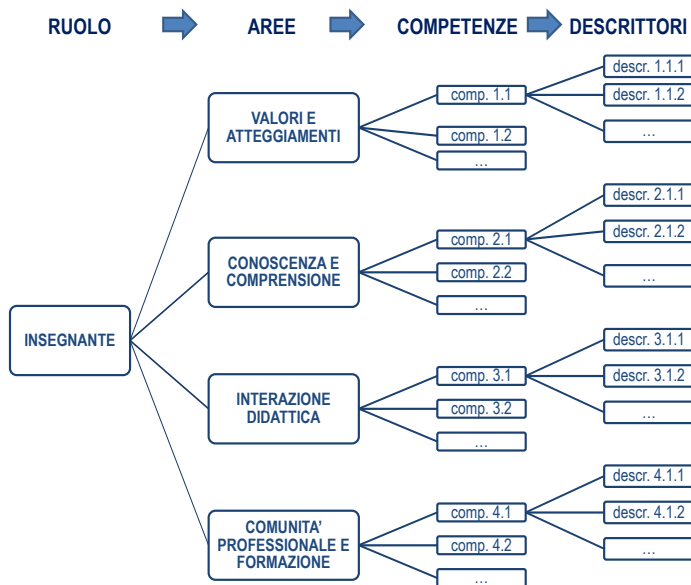 RUOLO
AREE
COMPETENZE
DESCRITTORI
INSEGNANTE
VALORI E
ATTEGGIAMENTI
comp. 1.1
comp. 1.2
...
descr. 1.1.1
descr. 1.1.2
...
CONOSCENZA E
COMPRENSIONE
comp. 2.1
comp. 2.2
...
descr. 2.1.1
descr. 2.1.2
...
INTERAZIONE
DIDATTICA
comp. 3.1
comp. 3.2
...
descr. 3.1.1
descr. 3.1.2
...
COMUNITA'
PROFESSIONALE E
FORMAZIONE
comp. 4.1
comp. 4.2
...
descr. 4.1.1
descr. 4.1.2
...